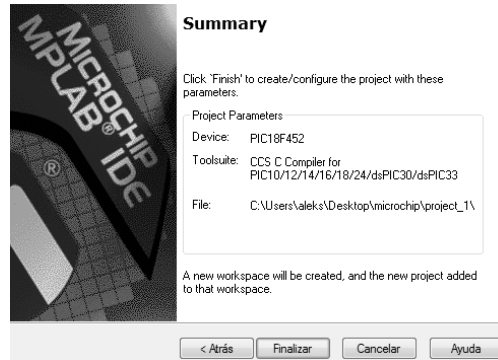 MICROCHIP
MPLAB® IDE
®
Summary
Click 'Finish' to create/configure the project with these
parameters.
Project Parameters
Device: PIC18F452
Toolsuite: CCS C Compiler for
PIC10/12/14/16/18/24/dsPIC30/dsPIC33
File: C:\Users\aleks\Desktop\microchip\project_1\
A new workspace will be created, and the new project added
to that workspace.
< Atrás Finalizar Cancelar Ayuda